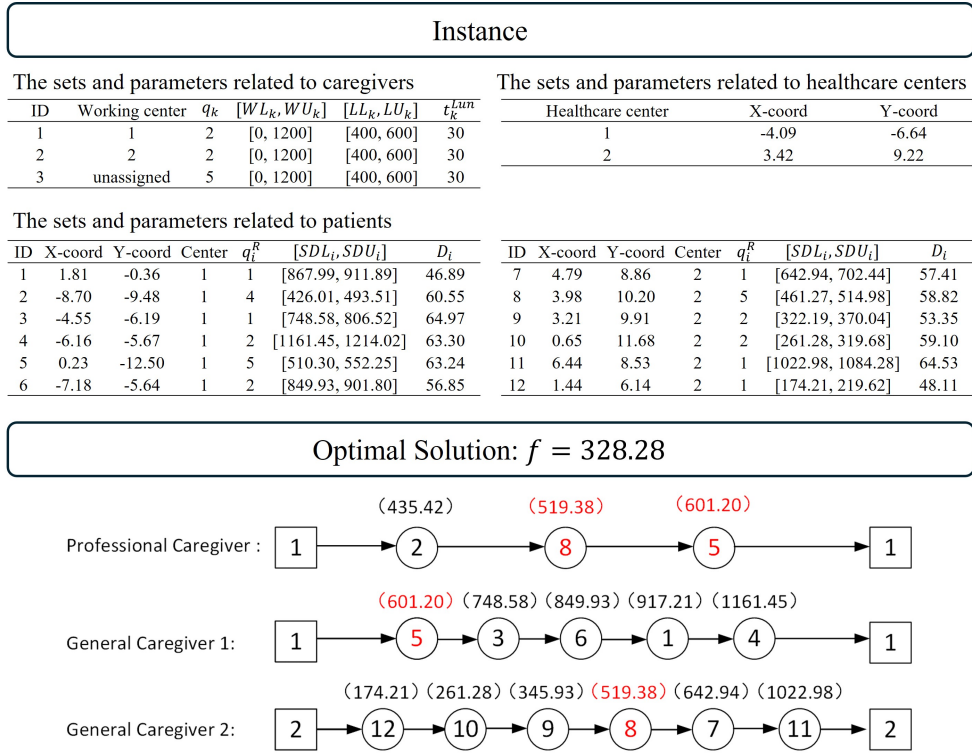 Instance
The sets and parameters related to caregivers
ID Working center q_k [WL_k, WU_k] [LL_k, LU_k] t_k^Lun
1 1 2 [0, 1200] [400, 600] 30
2 2 2 [0, 1200] [400, 600] 30
3 unassigned 5 [0, 1200] [400, 600] 30
The sets and parameters related to healthcare centers
Healthcare center X-coord Y-coord
1 -4.09 -6.64
2 3.42 9.22
The sets and parameters related to patients
ID X-coord Y-coord Center q_i^R [SDL_i, SDU_i] D_i
1 1.81 -0.36 1 1 [867.99, 911.89] 46.89
2 -8.70 -9.48 1 4 [426.01, 493.51] 60.55
3 -4.55 -6.19 1 1 [748.58, 806.52] 64.97
4 -6.16 -5.67 1 2 [1161.45, 1214.02] 63.30
5 0.23 -12.50 1 5 [510.30, 552.25] 63.24
6 -7.18 -5.64 1 2 [849.93, 901.80] 56.85
ID X-coord Y-coord Center q_i^R [SDL_i, SDU_i] D_i
7 4.79 8.86 2 1 [642.94, 702.44] 57.41
8 3.98 10.20 2 5 [461.27, 514.98] 58.82
9 3.21 9.91 2 2 [322.19, 370.04] 53.35
10 0.65 11.68 2 2 [261.28, 319.68] 59.10
11 6.44 8.53 2 1 [1022.98, 1084.28] 64.53
12 1.44 6.14 2 1 [174.21, 219.62] 48.11
Optimal Solution: f = 328.28
(435.42) (519.38) (601.20)
Professional Caregiver : 1 2 8 5 1
(601.20) (748.58) (849.93) (917.21) (1161.45)
General Caregiver 1: 1 5 3 6 1 4 1
(174.21) (261.28) (345.93) (519.38) (642.94) (1022.98)
General Caregiver 2: 2 12 10 9 8 7 11 2